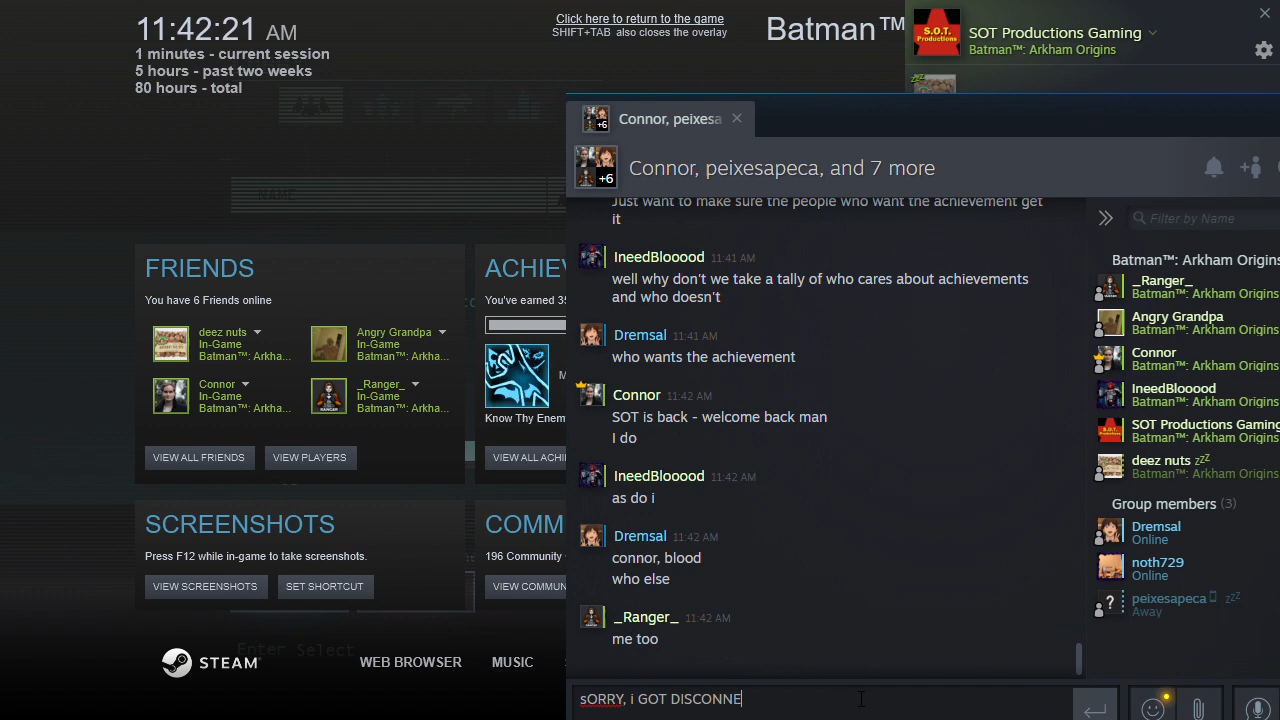 11:42:21 AM
1 minutes - current session
5 hours - past two weeks
80 hours - total
Click here to return to the game
SHIFT+TAB also closes the overlay
Batman™
S.O.T. Productions
SOT Productions Gaming
Batman™: Arkham Origins
NAME
FRIENDS
You have 6 Friends online
deez nuts
In-Game
Batman™: Arkha...
Angry Grandpa
In-Game
Batman™: Arkha...
Connor
In-Game
Batman™: Arkha...
_Ranger_
In-Game
Batman™: Arkha...
VIEW ALL FRIENDS
VIEW PLAYERS
ACHIEV
You've earned 35
M
Know Thy Enem
VIEW ALL ACHI
SCREENSHOTS
Press F12 while in-game to take screenshots.
VIEW SCREENSHOTS
SET SHORTCUT
COMM
196 Community
VIEW COMMUN
Enter Select
STEAM
WEB BROWSER
MUSIC
+6
Connor, peixesa
+6
Connor, peixesapeca, and 7 more
Just want to make sure the people who want the achievement get
it
IneedBlooood 11:41 AM
well why don't we take a tally of who cares about achievements
and who doesn't
Dremsal 11:41 AM
who wants the achievement
Connor 11:42 AM
SOT is back - welcome back man
I do
IneedBlooood 11:42 AM
as do i
Dremsal 11:42 AM
connor, blood
who else
_Ranger_ 11:42 AM
me too
sORRY, i GOT DISCONNE
Filter by Name
Batman™: Arkham Origins
_Ranger_
Batman™: Arkham Origins
Angry Grandpa
Batman™: Arkham Origins
Connor
Batman™: Arkham Origins
IneedBlooood
Batman™: Arkham Origins
SOT Productions Gaming
Batman™: Arkham Origins
deez nuts zzZ
Batman™: Arkham Origins
Group members (3)
Dremsal
Online
noth729
Online
peixesapeca zzZ
Away